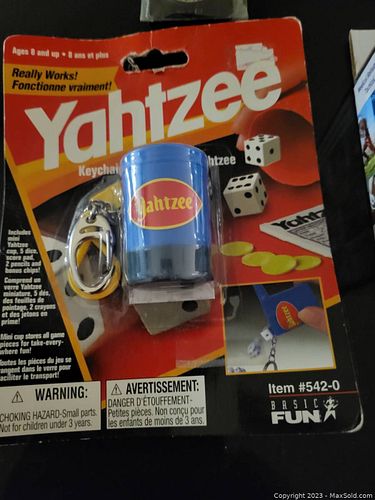 Ages 8 and up • 8 ans et plus
Really Works!
Fonctionne vraiment!
Yahtzee
Keychain
Yahtzee
Includes
mini
Yahtzee
cup, 5 dice,
score pad,
2 pencils and
bonus chips!
Comprend un
verre Yahtzee
miniature, 5 dés,
des feuilles de
pointage, 2 crayons
et des jetons en
prime!
Mini cup stores all game
pieces for take-every-
where fun!
Toutes les pièces du jeu se
rangent dans le verre pour
faciliter le transport!
WARNING:
CHOKING HAZARD-Small parts.
Not for children under 3 years.
AVERTISSEMENT:
DANGER D'ÉTOUFFEMENT-
Petites pièces. Non conçu pour
les enfants de moins de 3 ans.
Item #542-0
BASIC
FUN
Copyright © 2023 - MaxSold.com